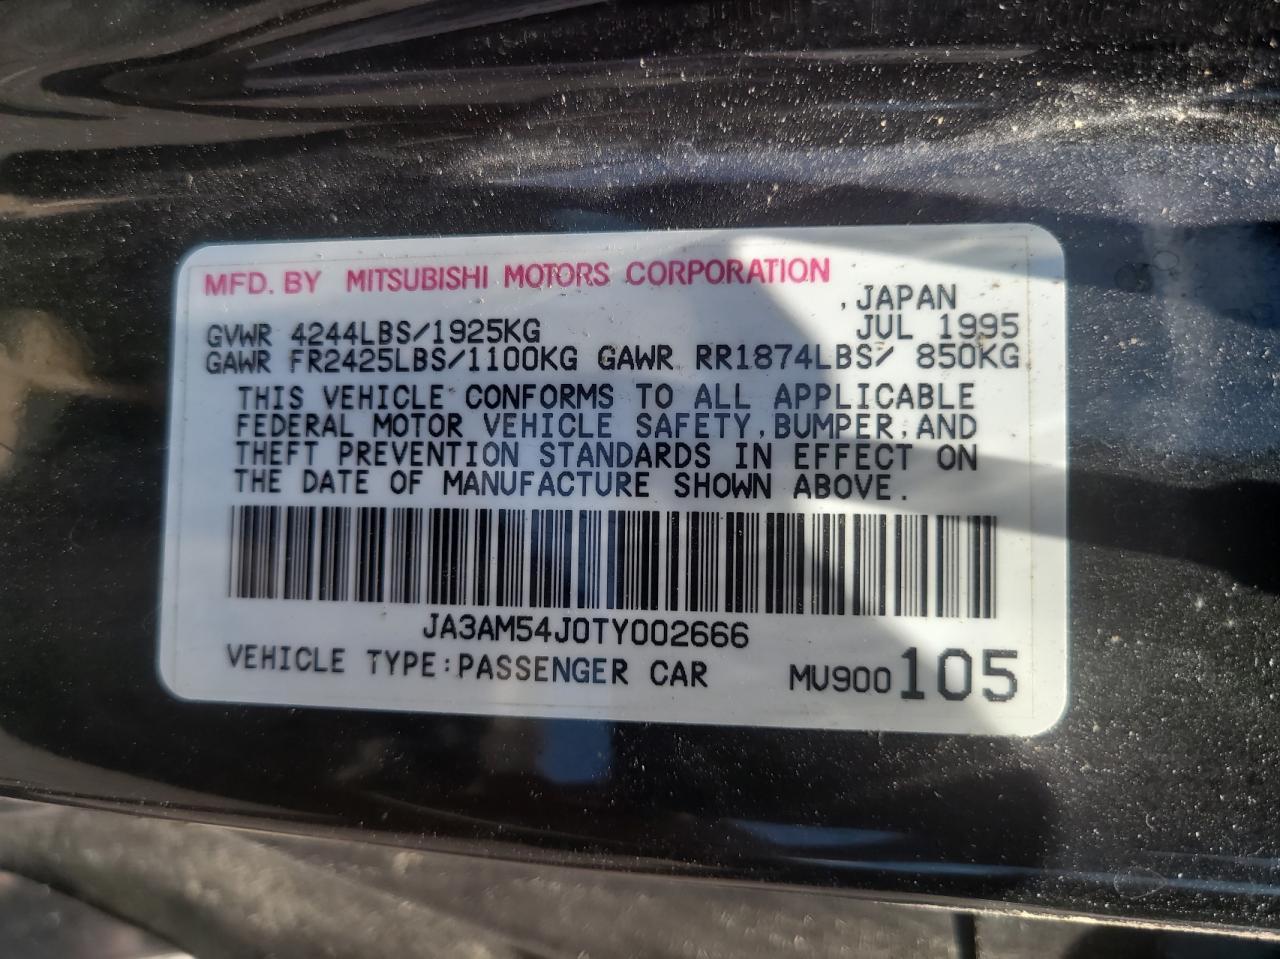 MFD. BY MITSUBISHI MOTORS CORPORATION
,JAPAN
GVWR 4244LBS/1925KG JUL 1995
GAWR FR2425LBS/1100KG GAWR RR1874LBS/ 850KG
THIS VEHICLE CONFORMS TO ALL APPLICABLE
FEDERAL MOTOR VEHICLE SAFETY,BUMPER,AND
THEFT PREVENTION STANDARDS IN EFFECT ON
THE DATE OF MANUFACTURE SHOWN ABOVE.
JA3AM54J0TY002666
VEHICLE TYPE:PASSENGER CAR MU900105